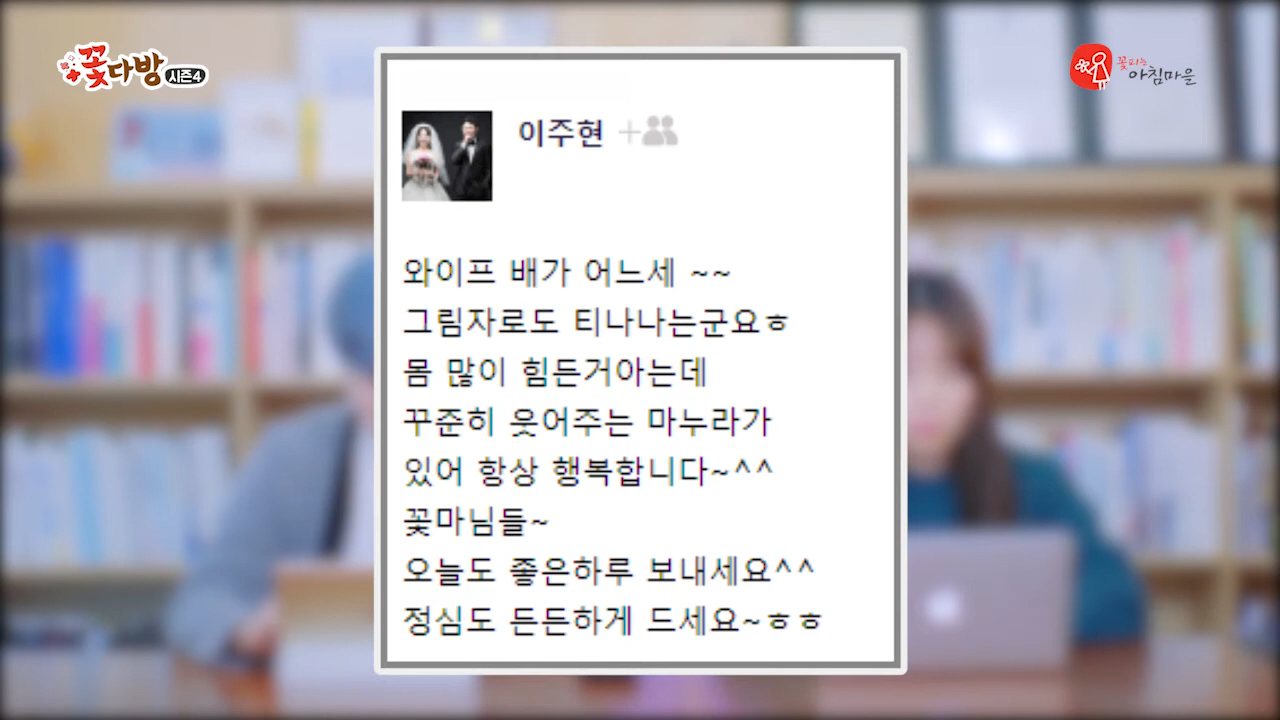 꽃다방
시즌4
꽃피는
아침마을
이주현
와이프 배가 어느세 ~~
그림자로도 티나나는군요ㅎ
몸 많이 힘든거아는데
꾸준히 웃어주는 마누라가
있어 항상 행복합니다~^^
꽃마님들~
오늘도 좋은하루 보내세요^^
정심도 든든하게 드세요~ㅎㅎ